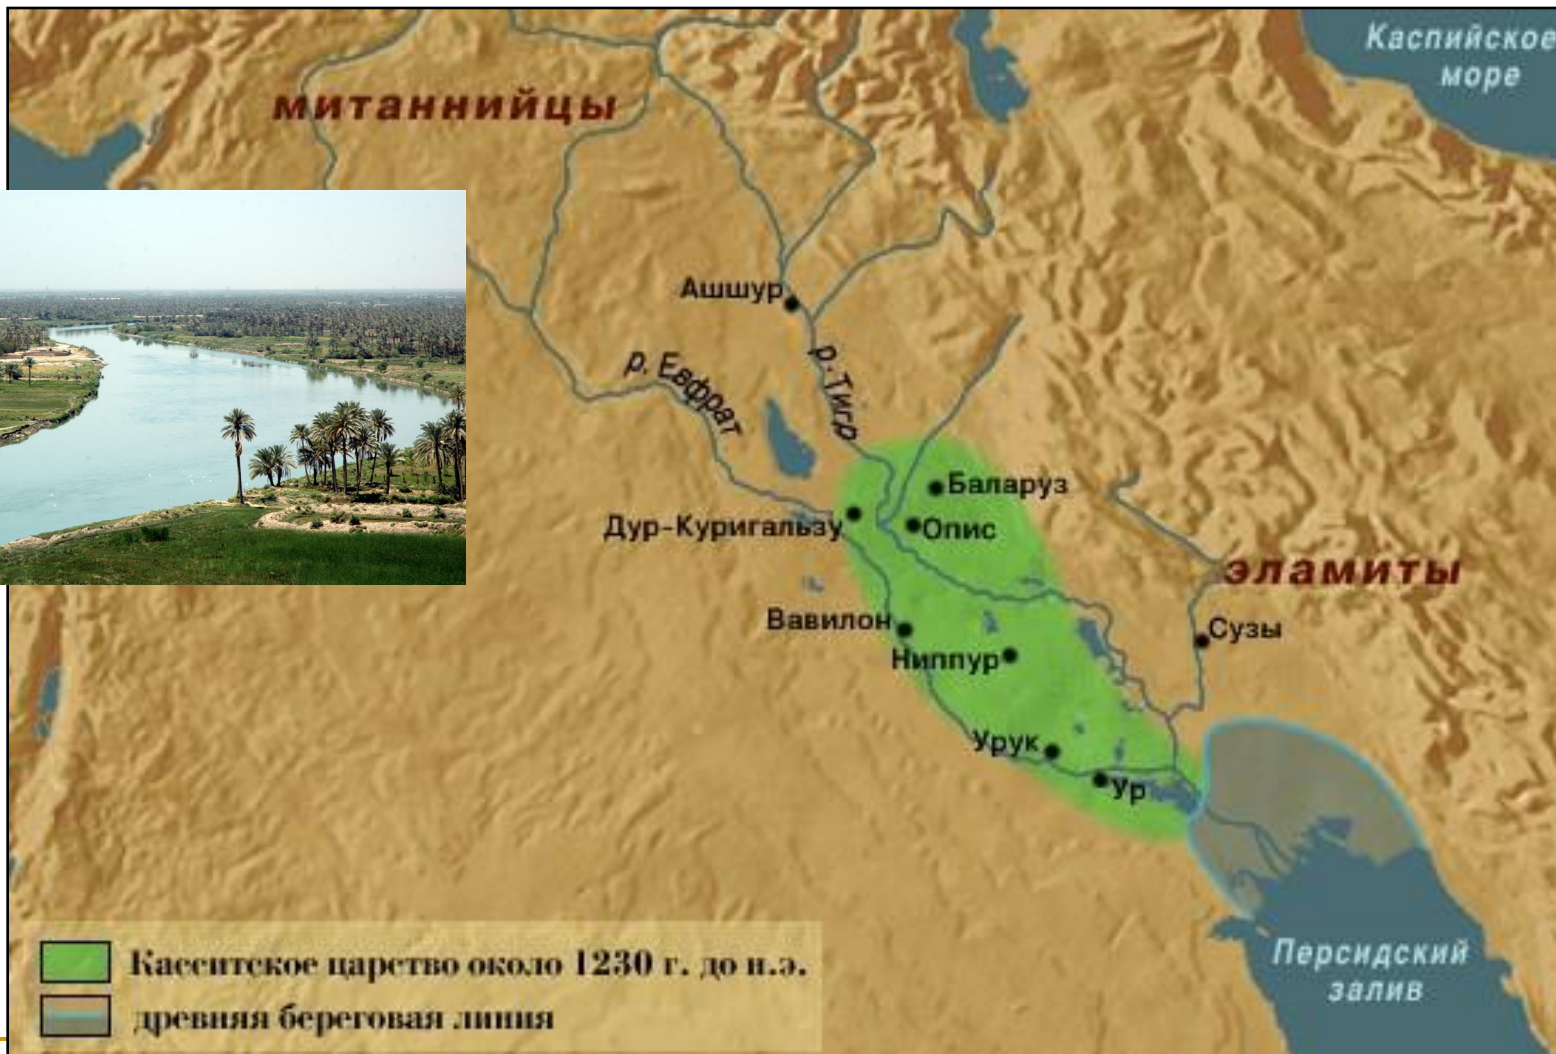 Каспийское
море
митаннийцы
Ашшур
р. Евфрат
р. Тигр
Баларуз
Дур-Куригальзу
Опис
эламиты
Вавилон
Сузы
Ниппур
Урук
Ур
Касситское царство около 1230 г. до н.э.
древняя береговая линия
Персидский
залив